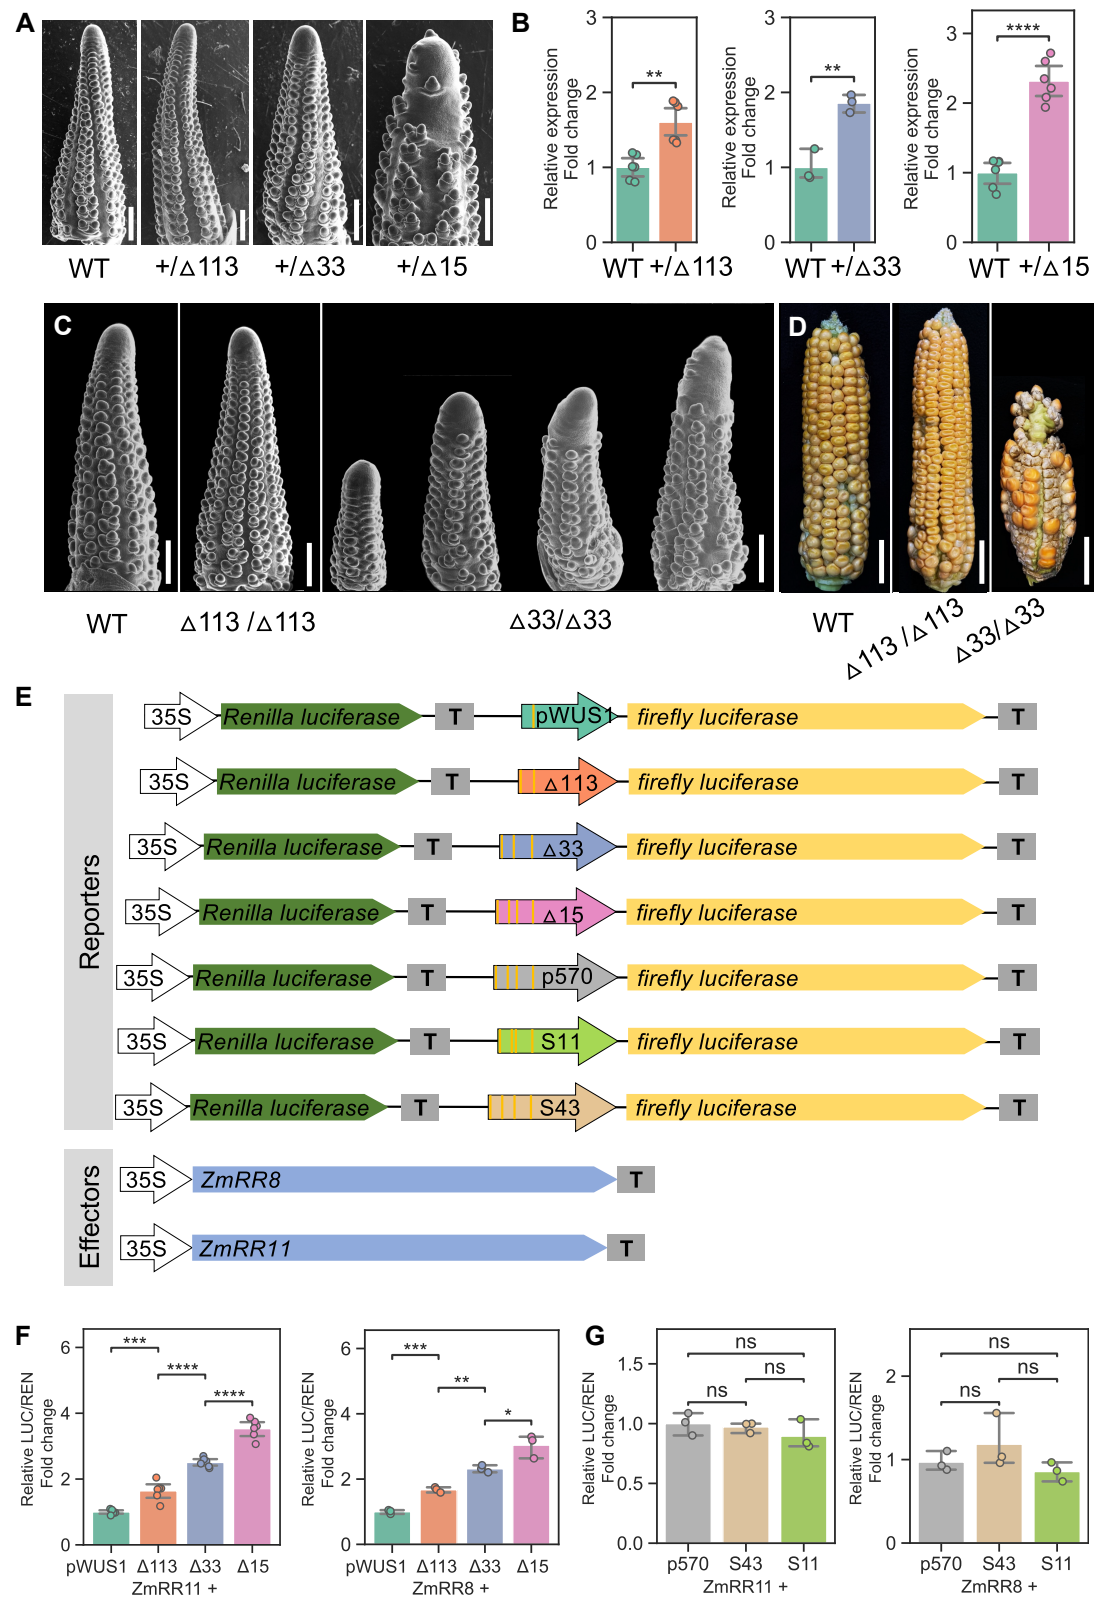 A
WT
+/Δ113
+/Δ33
+/Δ15
B
Relative expression
Fold change
3
2
1
0
**
WT +/Δ113
Relative expression
Fold change
3
2
1
0
**
WT +/Δ33
Relative expression
Fold change
3
2
1
0
****
WT +/Δ15
C
WT
Δ113 /Δ113
Δ33/Δ33
D
WT
Δ113 /Δ113
Δ33/Δ33
E
Reporters
35S Renilla luciferase T pWUS1 firefly luciferase T
35S Renilla luciferase T Δ113 firefly luciferase T
35S Renilla luciferase T Δ33 firefly luciferase T
35S Renilla luciferase T Δ15 firefly luciferase T
35S Renilla luciferase T p570 firefly luciferase T
35S Renilla luciferase T S11 firefly luciferase T
35S Renilla luciferase T S43 firefly luciferase T
Effectors
35S ZmRR8 T
35S ZmRR11 T
F
Relative LUC/REN
Fold change
6
4
2
0
***
****
****
pWUS1 Δ113 Δ33 Δ15
ZmRR11 +
Relative LUC/REN
Fold change
6
4
2
0
***
**
*
pWUS1 Δ113 Δ33 Δ15
ZmRR8 +
G
Relative LUC/REN
Fold change
1.5
1.0
0.5
0.0
ns
ns
ns
p570 S43 S11
ZmRR11 +
Relative LUC/REN
Fold change
2
1
0
ns
ns
ns
p570 S43 S11
ZmRR8 +